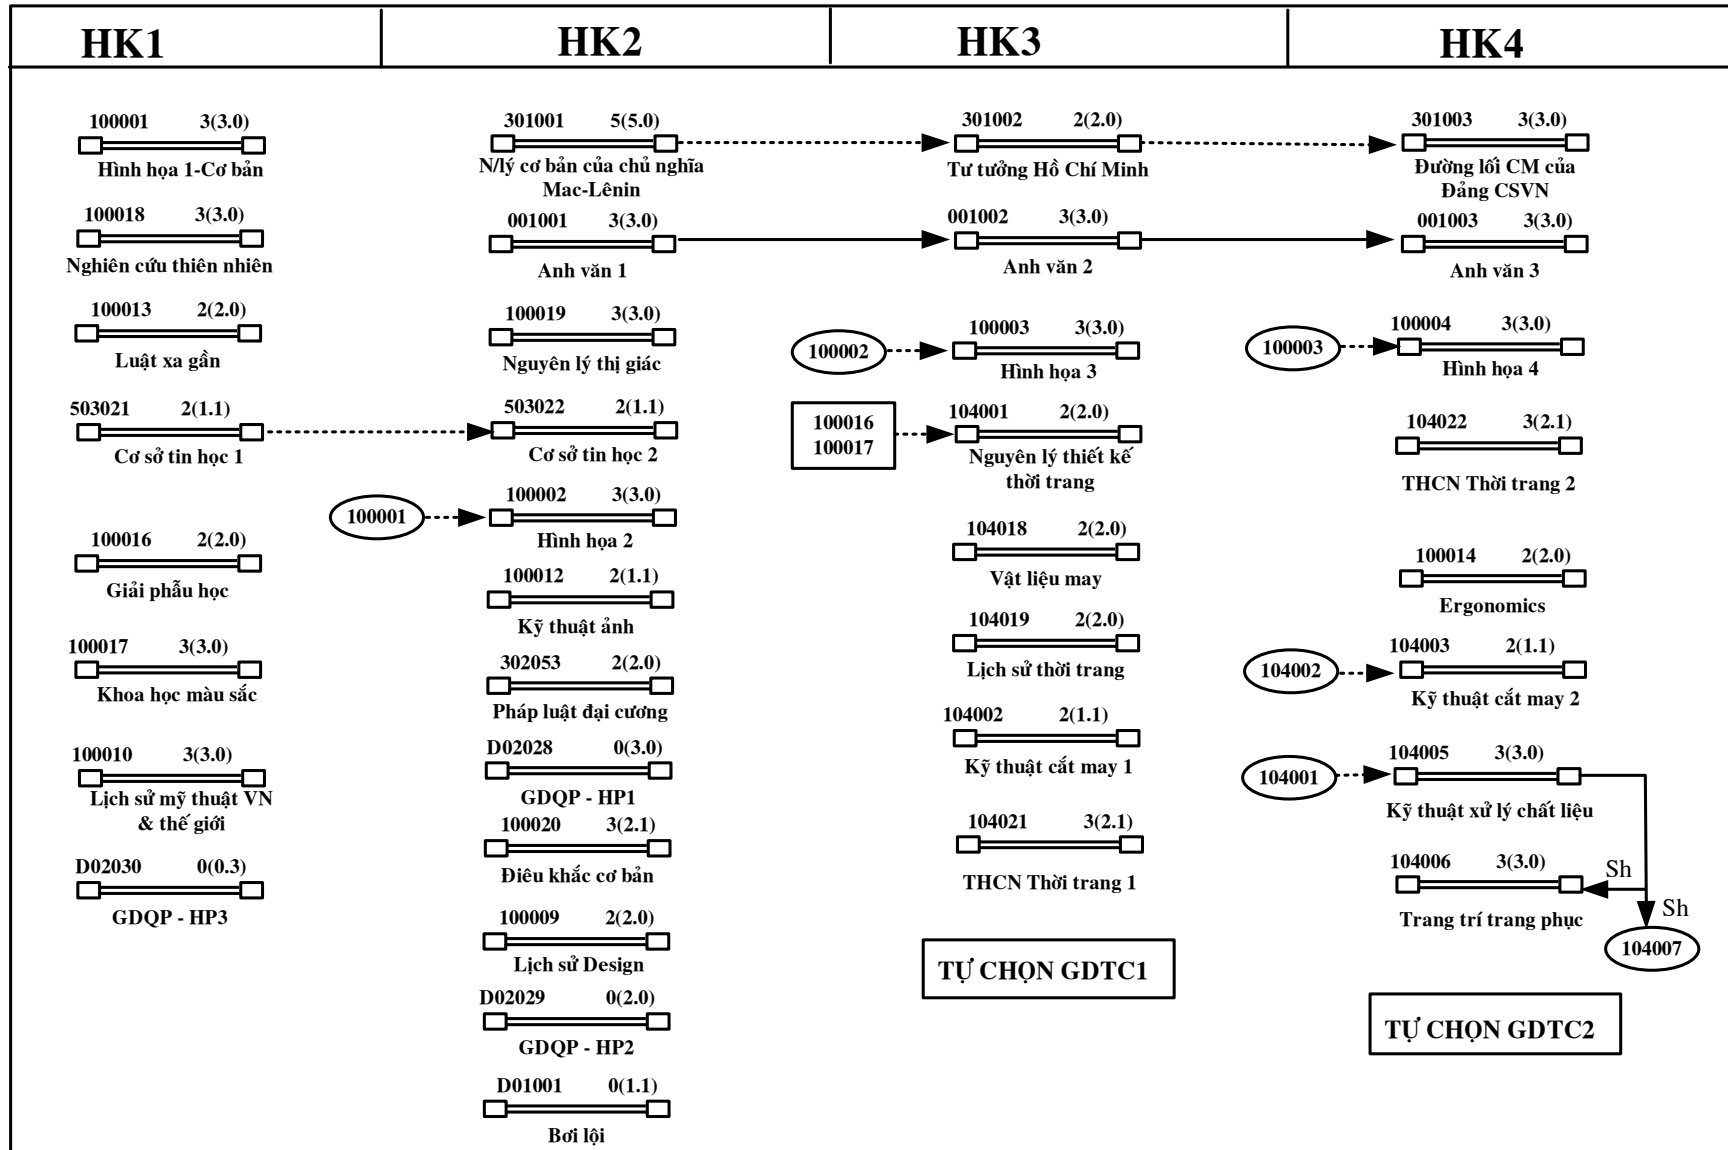 HK1
HK2
HK3
HK4
100001 3(3.0)
Hình họa 1-Cơ bản
100018 3(3.0)
Nghiên cứu thiên nhiên
100013 2(2.0)
Luật xa gần
503021 2(1.1)
Cơ sở tin học 1
100016 2(2.0)
Giải phẫu học
100017 3(3.0)
Khoa học màu sắc
100010 3(3.0)
Lịch sử mỹ thuật VN
& thế giới
D02030 0(0.3)
GDQP - HP3
301001 5(5.0)
N/lý cơ bản của chủ nghĩa
Mac-Lênin
001001 3(3.0)
Anh văn 1
100019 3(3.0)
Nguyên lý thị giác
503022 2(1.1)
Cơ sở tin học 2
100001
100002 3(3.0)
Hình họa 2
100012 2(1.1)
Kỹ thuật ảnh
302053 2(2.0)
Pháp luật đại cương
D02028 0(3.0)
GDQP - HP1
100020 3(2.1)
Điêu khắc cơ bản
100009 2(2.0)
Lịch sử Design
D02029 0(2.0)
GDQP - HP2
D01001 0(1.1)
Bơi lội
301002 2(2.0)
Tư tưởng Hồ Chí Minh
001002 3(3.0)
Anh văn 2
100002
100003 3(3.0)
Hình họa 3
100016
100017
104001 2(2.0)
Nguyên lý thiết kế
thời trang
104018 2(2.0)
Vật liệu may
104019 2(2.0)
Lịch sử thời trang
104002 2(1.1)
Kỹ thuật cắt may 1
104021 3(2.1)
THCN Thời trang 1
TỰ CHỌN GDTC1
301003 3(3.0)
Đường lối CM của
Đảng CSVN
001003 3(3.0)
Anh văn 3
100003
100004 3(3.0)
Hình họa 4
104022 3(2.1)
THCN Thời trang 2
100014 2(2.0)
Ergonomics
104002
104003 2(1.1)
Kỹ thuật cắt may 2
104001
104005 3(3.0)
Kỹ thuật xử lý chất liệu
104006 3(3.0)
Sh
Trang trí trang phục
Sh
104007
TỰ CHỌN GDTC2